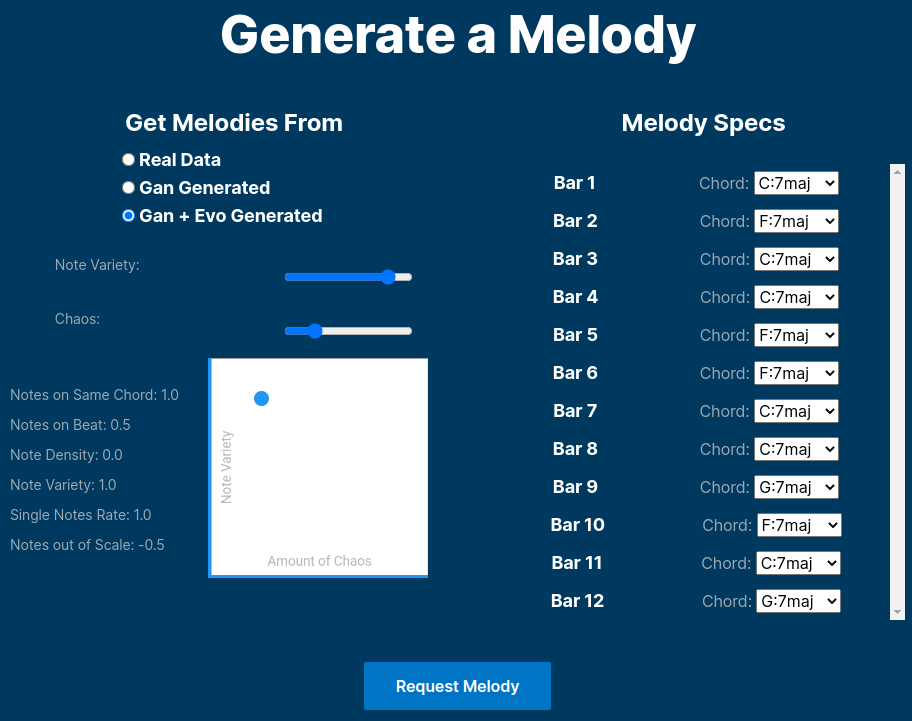 Generate a Melody
Get Melodies From
Real Data
Gan Generated
Gan + Evo Generated
Note Variety:
Chaos:
Notes on Same Chord: 1.0
Notes on Beat: 0.5
Note Density: 0.0
Note Variety: 1.0
Single Notes Rate: 1.0
Notes out of Scale: -0.5
Note Variety
Amount of Chaos
Melody Specs
Bar 1 Chord: C:7maj
Bar 2 Chord: F:7maj
Bar 3 Chord: C:7maj
Bar 4 Chord: C:7maj
Bar 5 Chord: F:7maj
Bar 6 Chord: F:7maj
Bar 7 Chord: C:7maj
Bar 8 Chord: C:7maj
Bar 9 Chord: G:7maj
Bar 10 Chord: F:7maj
Bar 11 Chord: C:7maj
Bar 12 Chord: G:7maj
Request Melody